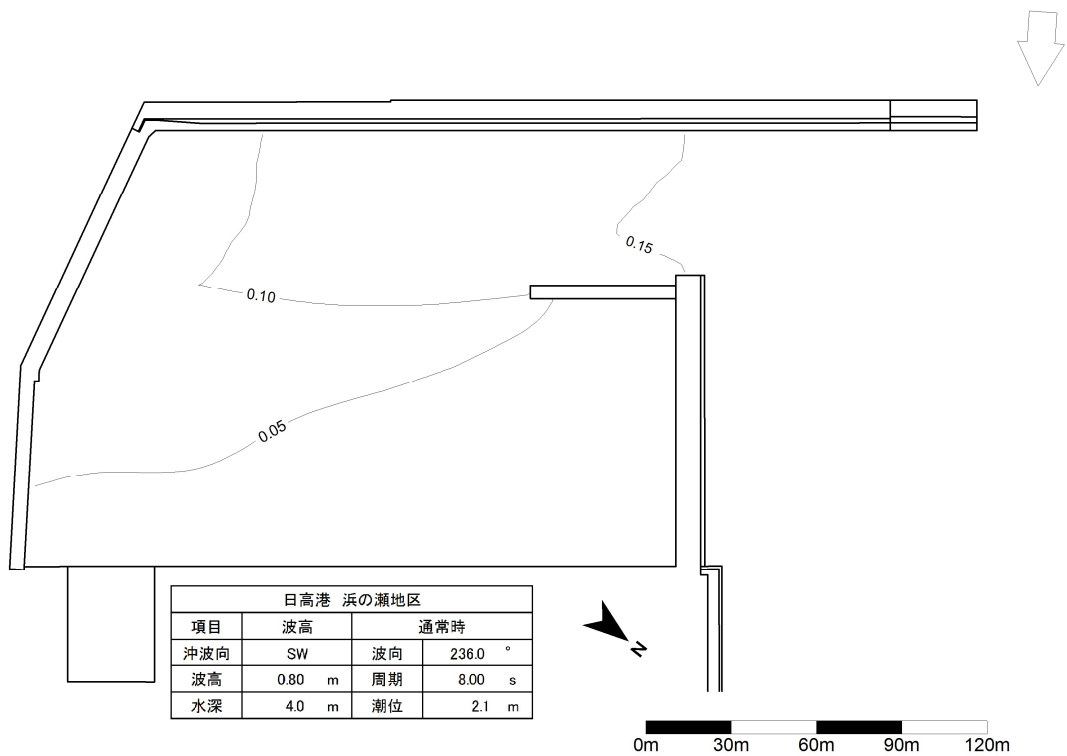 0.15
0.10
0.05
日高港 浜の瀬地区
項目 波高 通常時
沖波向 SW 波向 236.0 °
波高 0.80 m 周期 8.00 s
水深 4.0 m 潮位 2.1 m
N
0m 30m 60m 90m 120m